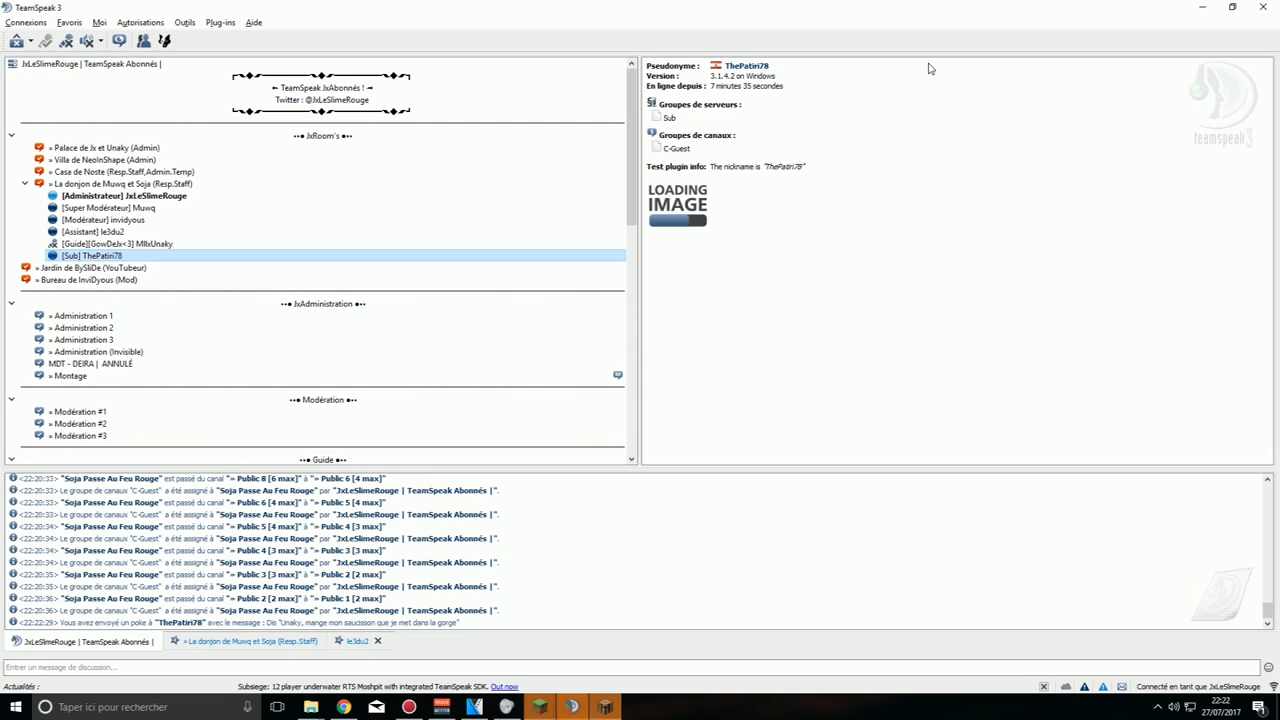 TeamSpeak 3
Connexions Favoris Moi Autorisations Outils Plug-ins Aide
JxLeSlimeRouge | TeamSpeak Abonnés |
TeamSpeak JxAbonnés !
Twitter : @JxLeSlimeRouge
••● JxRoom's ●••
» Palace de Jx et Unaky (Admin)
» Villa de NeoInShape (Admin)
» Casa de Noste (Resp.Staff,Admin.Temp)
» La donjon de Muwq et Soja (Resp.Staff)
[Administrateur] JxLeSlimeRouge
[Super Modérateur] Muwq
[Modérateur] invidyous
[Assistant] le3du2
[Guide][GowDeJx<3] MllxUnaky
[Sub] ThePatiri78
» Jardin de BySliDe (YouTubeur)
» Bureau de InviDyous (Mod)
••● JxAdministration ●••
» Administration 1
» Administration 2
» Administration 3
» Administration (Invisible)
MDT - DEIRA | ANNULÉ
» Montage
••● Modération ●••
» Modération #1
» Modération #2
» Modération #3
••● Guide ●••
Pseudonyme : ThePatiri78
Version : 3.1.4.2 on Windows
En ligne depuis : 7 minutes 35 secondes
Groupes de serveurs :
Sub
Groupes de canaux :
C-Guest
Test plugin info: The nickname is "ThePatiri78"
LOADING
IMAGE
teamspeak3
<22:20:33> "Soja Passe Au Feu Rouge" est passé du canal "» Public 8 [6 max]" à "» Public 6 [4 max]"
<22:20:33> Le groupe de canaux "C-Guest" a été assigné à "Soja Passe Au Feu Rouge" par "JxLeSlimeRouge | TeamSpeak Abonnés |".
<22:20:33> "Soja Passe Au Feu Rouge" est passé du canal "» Public 6 [4 max]" à "» Public 5 [4 max]"
<22:20:33> Le groupe de canaux "C-Guest" a été assigné à "Soja Passe Au Feu Rouge" par "JxLeSlimeRouge | TeamSpeak Abonnés |".
<22:20:34> "Soja Passe Au Feu Rouge" est passé du canal "» Public 5 [4 max]" à "» Public 4 [3 max]"
<22:20:34> Le groupe de canaux "C-Guest" a été assigné à "Soja Passe Au Feu Rouge" par "JxLeSlimeRouge | TeamSpeak Abonnés |".
<22:20:34> "Soja Passe Au Feu Rouge" est passé du canal "» Public 4 [3 max]" à "» Public 3 [3 max]"
<22:20:34> Le groupe de canaux "C-Guest" a été assigné à "Soja Passe Au Feu Rouge" par "JxLeSlimeRouge | TeamSpeak Abonnés |".
<22:20:35> "Soja Passe Au Feu Rouge" est passé du canal "» Public 3 [3 max]" à "» Public 2 [2 max]"
<22:20:35> Le groupe de canaux "C-Guest" a été assigné à "Soja Passe Au Feu Rouge" par "JxLeSlimeRouge | TeamSpeak Abonnés |".
<22:20:36> "Soja Passe Au Feu Rouge" est passé du canal "» Public 2 [2 max]" à "» Public 1 [2 max]"
<22:20:36> Le groupe de canaux "C-Guest" a été assigné à "Soja Passe Au Feu Rouge" par "JxLeSlimeRouge | TeamSpeak Abonnés |".
<22:22:29> Vous avez envoyé un poke à "ThePatiri78" avec le message : Dis "Unaky, mange mon saucisson que je met dans la gorge"
JxLeSlimeRouge | TeamSpeak Abonnés | » La donjon de Muwq et Soja (Resp.Staff) le3du2
Entrer un message de discussion...
Actualités : Subsiege: 12 player underwater RTS Moshpit with integrated TeamSpeak SDK. Out now Connecté en tant que JxLeSlimeRouge
Taper ici pour rechercher
22:22
27/07/2017